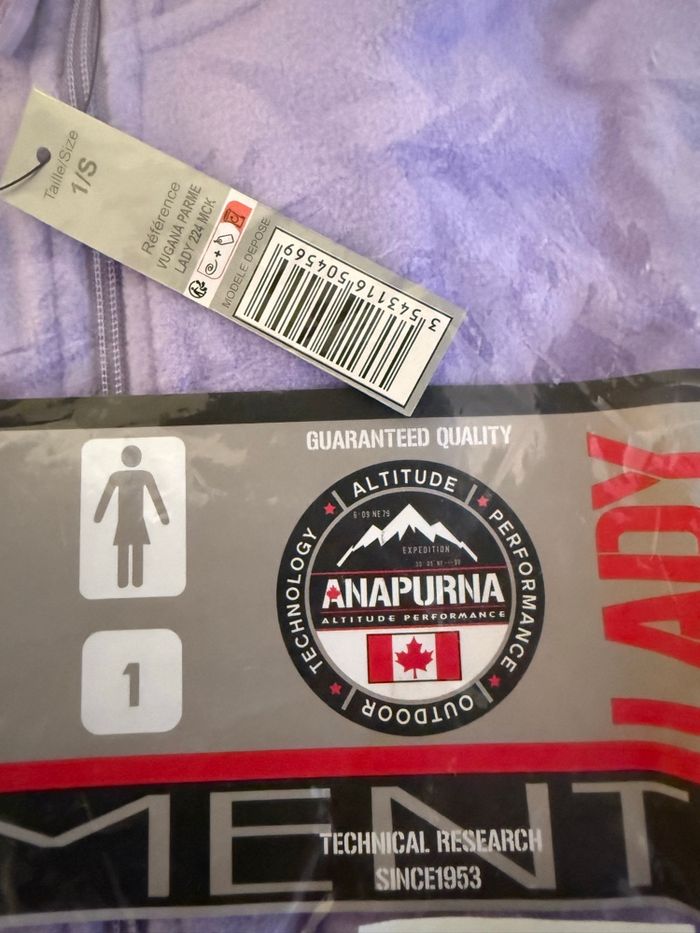 Taille/Size
1/S
Référence
VUGANA PARME
LADY 224 MCK
MODELE DEPOSE
3 543116 504569
GUARANTEED QUALITY
ALTITUDE
PERFORMANCE
OUTDOOR
TECHNOLOGY
EXPEDITION
ANAPURNA
ALTITUDE PERFORMANCE
1
LADY
MENT
TECHNICAL RESEARCH
SINCE1953